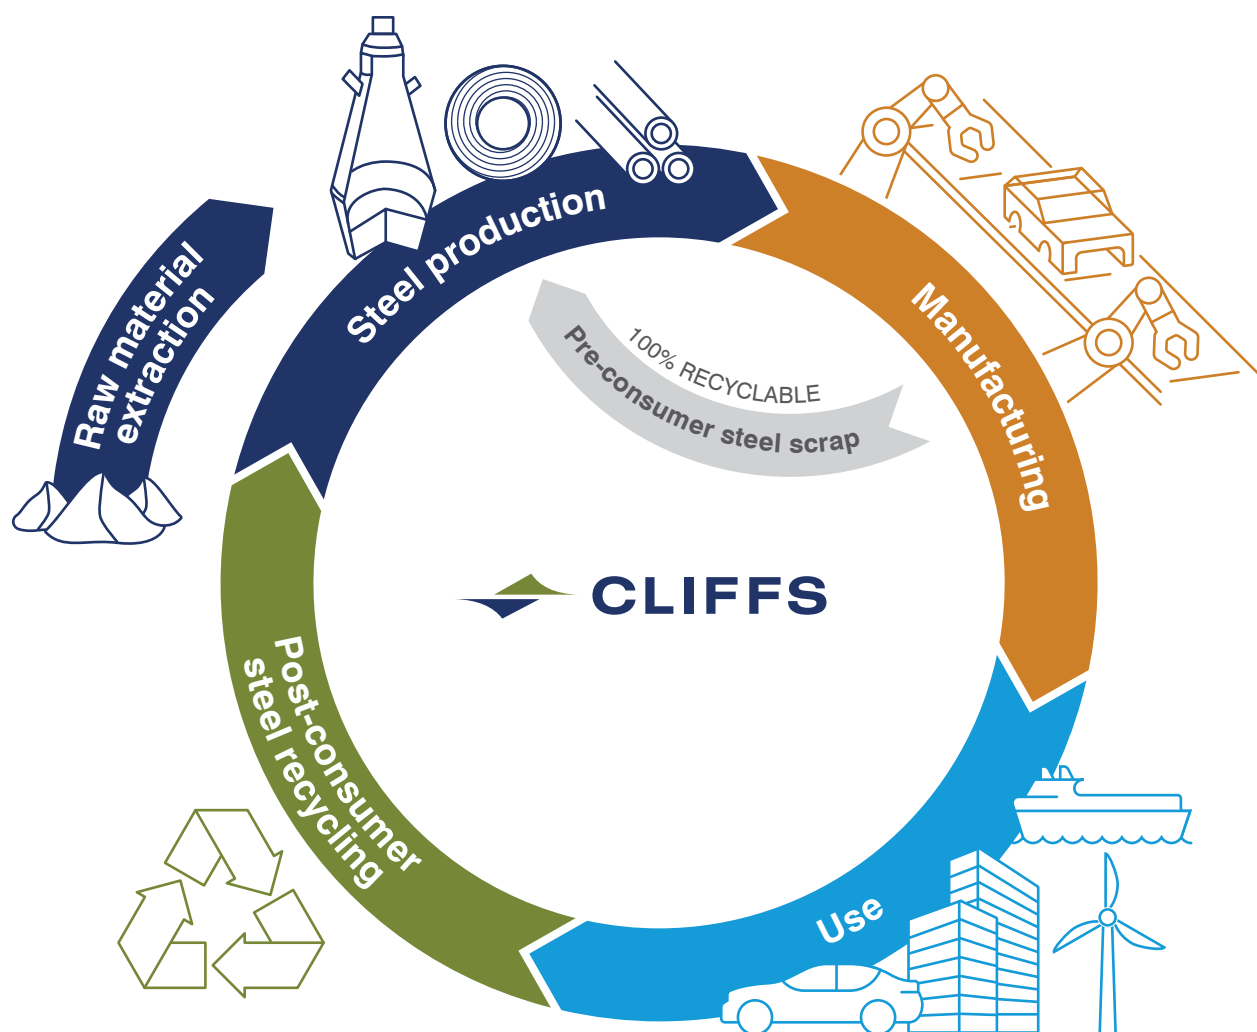 Raw material
extraction
Steel production
Manufacturing
100% RECYCLABLE
Pre-consumer steel scrap
CLIFFS
Post-consumer
steel recycling
Use